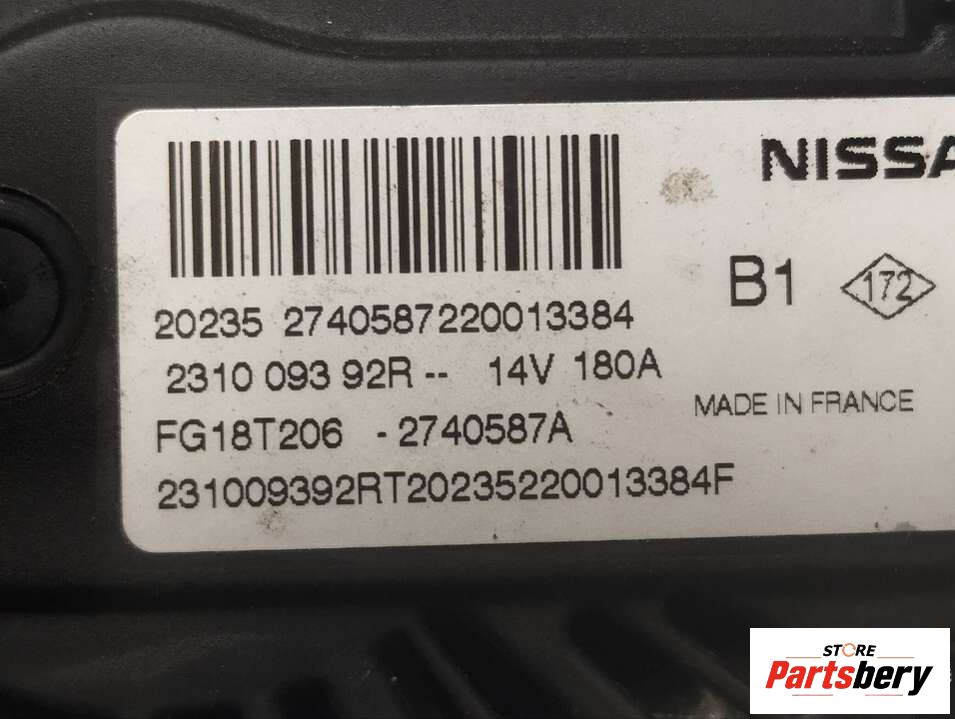 NISSA
B1
172
20235 2740587220013384
2310 093 92R -- 14V 180A
MADE IN FRANCE
FG18T206 - 2740587A
231009392RT20235220013384F
STORE
Partsbery